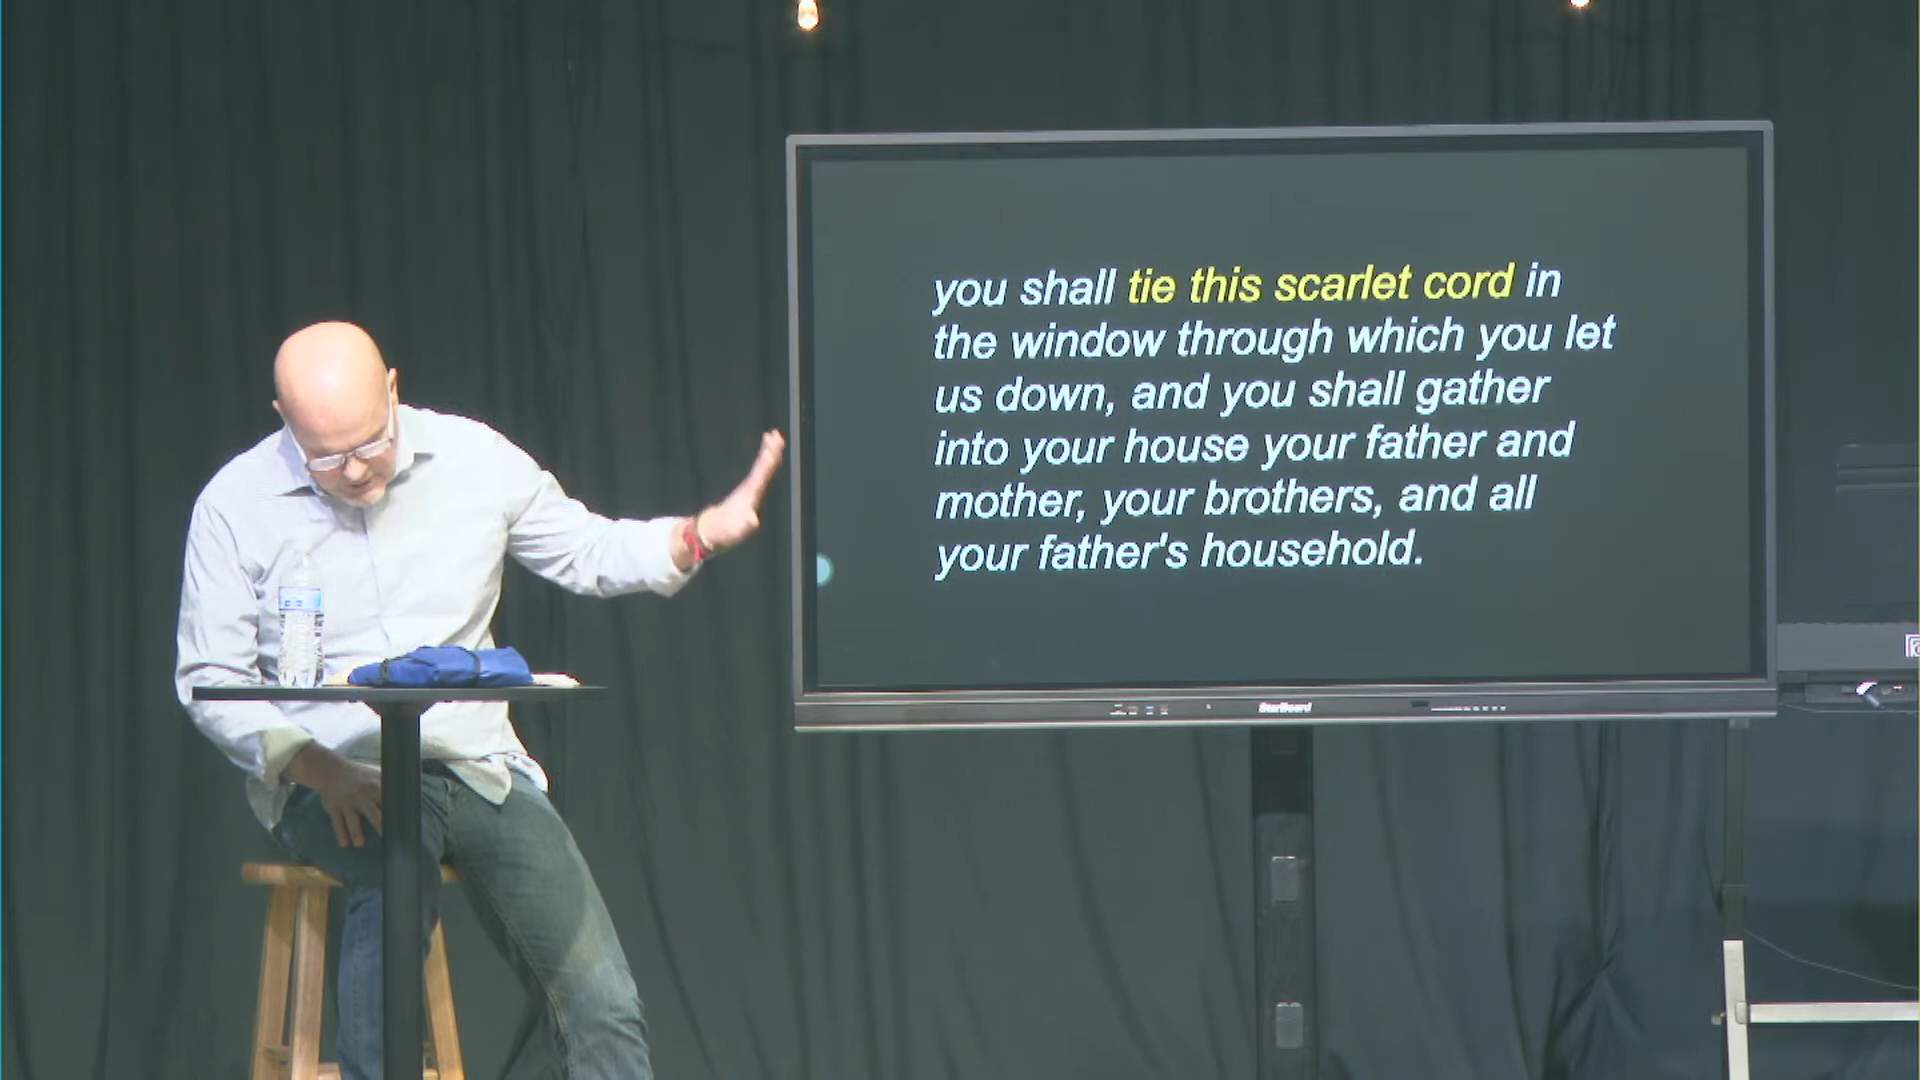 you shall tie this scarlet cord in
the window through which you let
us down, and you shall gather
into your house your father and
mother, your brothers, and all
your father's household.
StarBoard